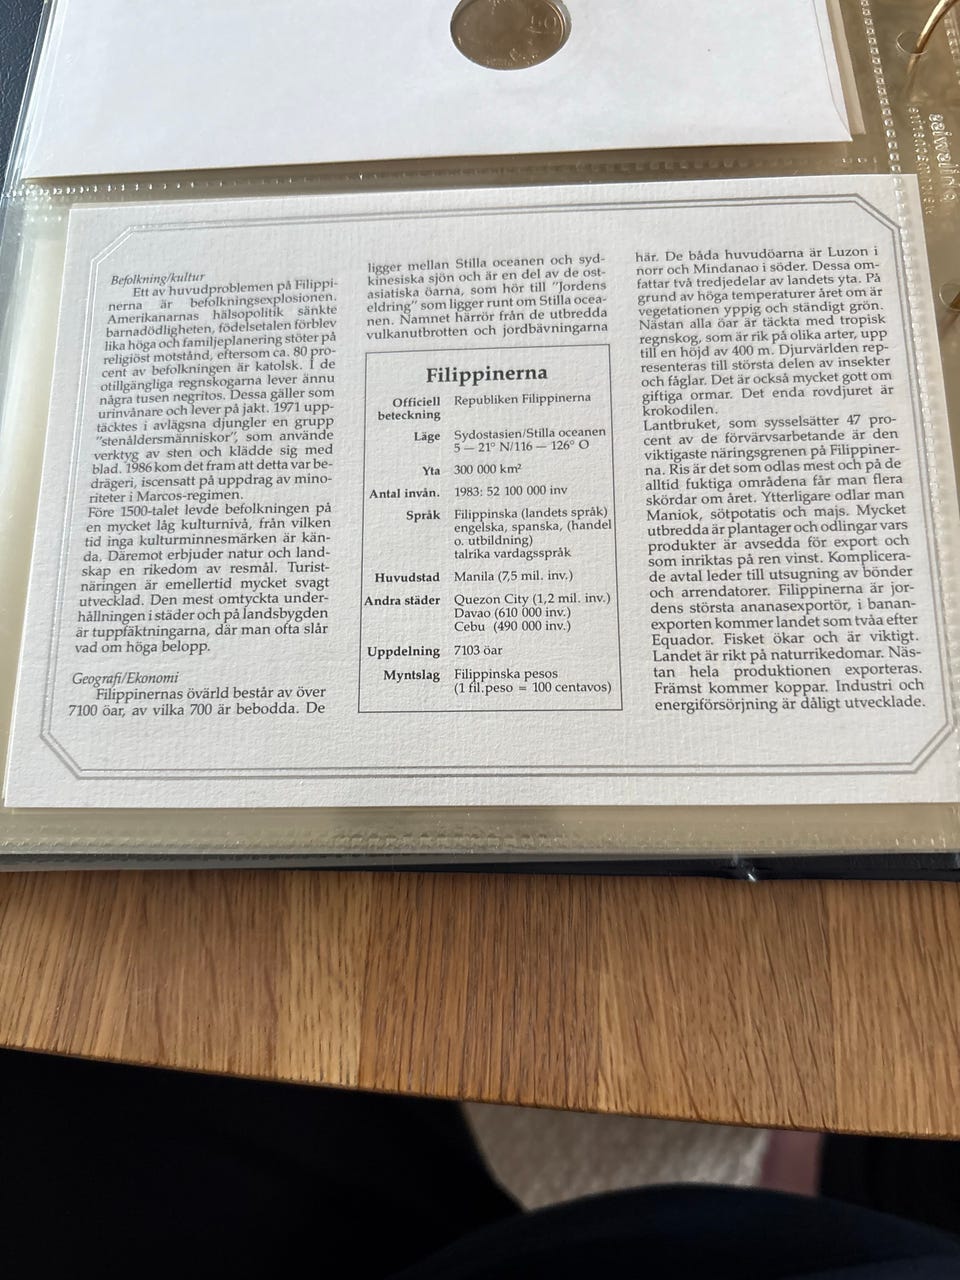 50
Befolkning/kultur
Ett av huvudproblemen på Filippi-
nerna är befolkningsexplosionen.
Amerikanarnas hälsopolitik sänkte
barnadödligheten, födelsetalen förblev
lika höga och familjeplanering stöter på
religiöst motstånd, eftersom ca. 80 pro-
cent av befolkningen är katolsk. I de
otillgängliga regnskogarna lever ännu
några tusen negritos. Dessa gäller som
urinvånare och lever på jakt. 1971 upp-
täcktes i avlägsna djungler en grupp
"stenåldersmänniskor", som använde
verktyg av sten och klädde sig med
blad. 1986 kom det fram att detta var be-
drägeri, iscensatt på uppdrag av mino-
riteter i Marcos-regimen.
Före 1500-talet levde befolkningen på
en mycket låg kulturnivå, från vilken
tid inga kulturminnesmärken är kän-
da. Däremot erbjuder natur och land-
skap en rikedom av resmål. Turist-
näringen är emellertid mycket svagt
utvecklad. Den mest omtyckta under-
hållningen i städer och på landsbygden
är tuppfäktningarna, där man ofta slår
vad om höga belopp.
Geografi/Ekonomi
Filippinernas övärld består av över
7100 öar, av vilka 700 är bebodda. De
ligger mellan Stilla oceanen och syd-
kinesiska sjön och är en del av de ost-
asiatiska öarna, som hör till "Jordens
eldring" som ligger runt om Stilla ocea-
nen. Namnet härrör från de utbredda
vulkanutbrotten och jordbävningarna
Filippinerna
Officiell Republiken Filippinerna
beteckning
Läge Sydostasien/Stilla oceanen
5 — 21° N/116 — 126° O
Yta 300 000 km²
Antal invån. 1983: 52 100 000 inv
Språk Filippinska (landets språk)
engelska, spanska, (handel
o. utbildning)
talrika vardagsspråk
Huvudstad Manila (7,5 mil. inv.)
Andra städer Quezon City (1,2 mil. inv.)
Davao (610 000 inv.)
Cebu (490 000 inv.)
Uppdelning 7103 öar
Myntslag Filippinska pesos
(1 fil.peso = 100 centavos)
här. De båda huvudöarna är Luzon i
norr och Mindanao i söder. Dessa om-
fattar två tredjedelar av landets yta. På
grund av höga temperaturer året om är
vegetationen yppig och ständigt grön.
Nästan alla öar är täckta med tropisk
regnskog, som är rik på olika arter, upp
till en höjd av 400 m. Djurvärlden rep-
resenteras till största delen av insekter
och fåglar. Det är också mycket gott om
giftiga ormar. Det enda rovdjuret är
krokodilen.
Lantbruket, som sysselsätter 47 pro-
cent av de förvärvsarbetande är den
viktigaste näringsgrenen på Filippiner-
na. Ris är det som odlas mest och på de
alltid fuktiga områdena får man flera
skördar om året. Ytterligare odlar man
Maniok, sötpotatis och majs. Mycket
utbredda är plantager och odlingar vars
produkter är avsedda för export och
som inriktas på ren vinst. Komplicera-
de avtal leder till utsugning av bönder
och arrendatorer. Filippinerna är jor-
dens största ananasexportör, i banan-
exporten kommer landet som tvåa efter
Equador. Fisket ökar och är viktigt.
Landet är rikt på naturrikedomar. Näs-
tan hela produktionen exporteras.
Främst kommer koppar. Industri och
energiförsörjning är dåligt utvecklade.